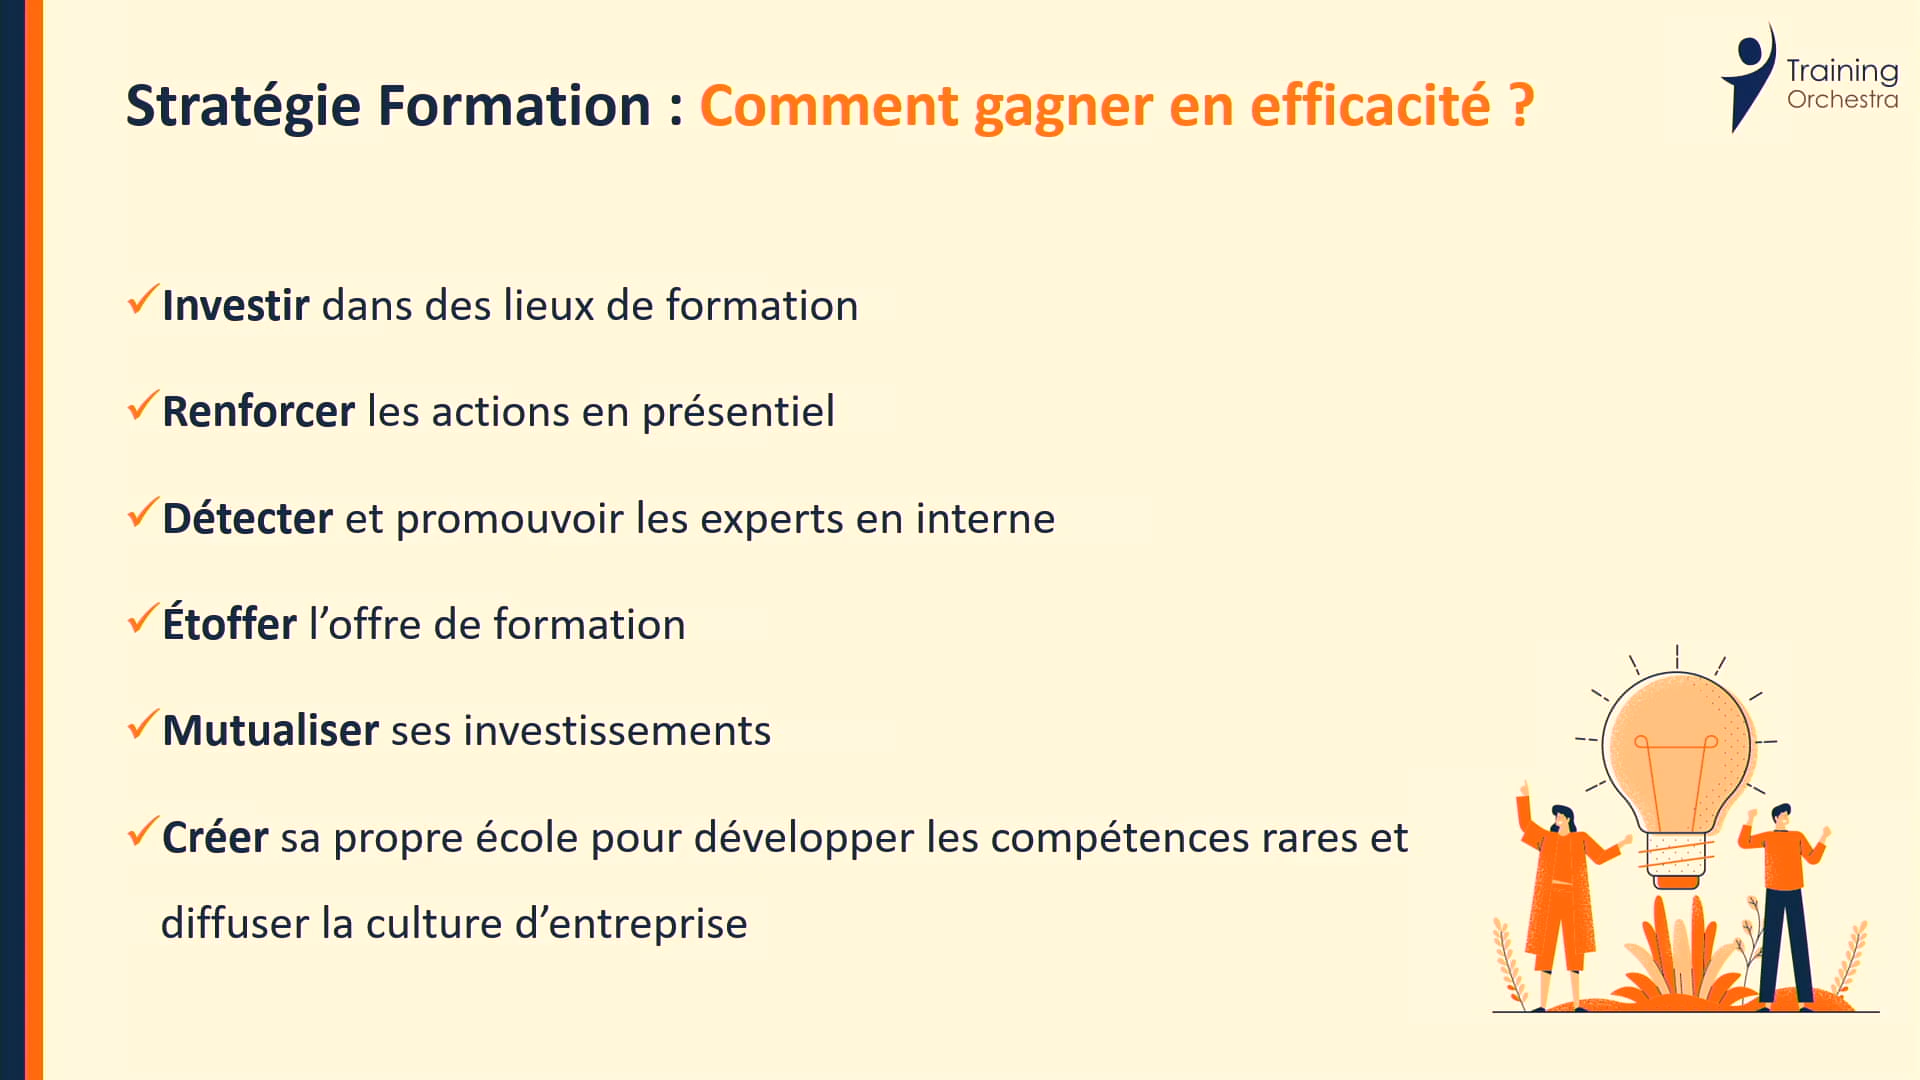 Stratégie Formation : Comment gagner en efficacité ?
Training
Orchestra
✓Investir dans des lieux de formation
✓Renforcer les actions en présentiel
✓Détecter et promouvoir les experts en interne
✓Étoffer l’offre de formation
✓Mutualiser ses investissements
✓Créer sa propre école pour développer les compétences rares et
diffuser la culture d’entreprise